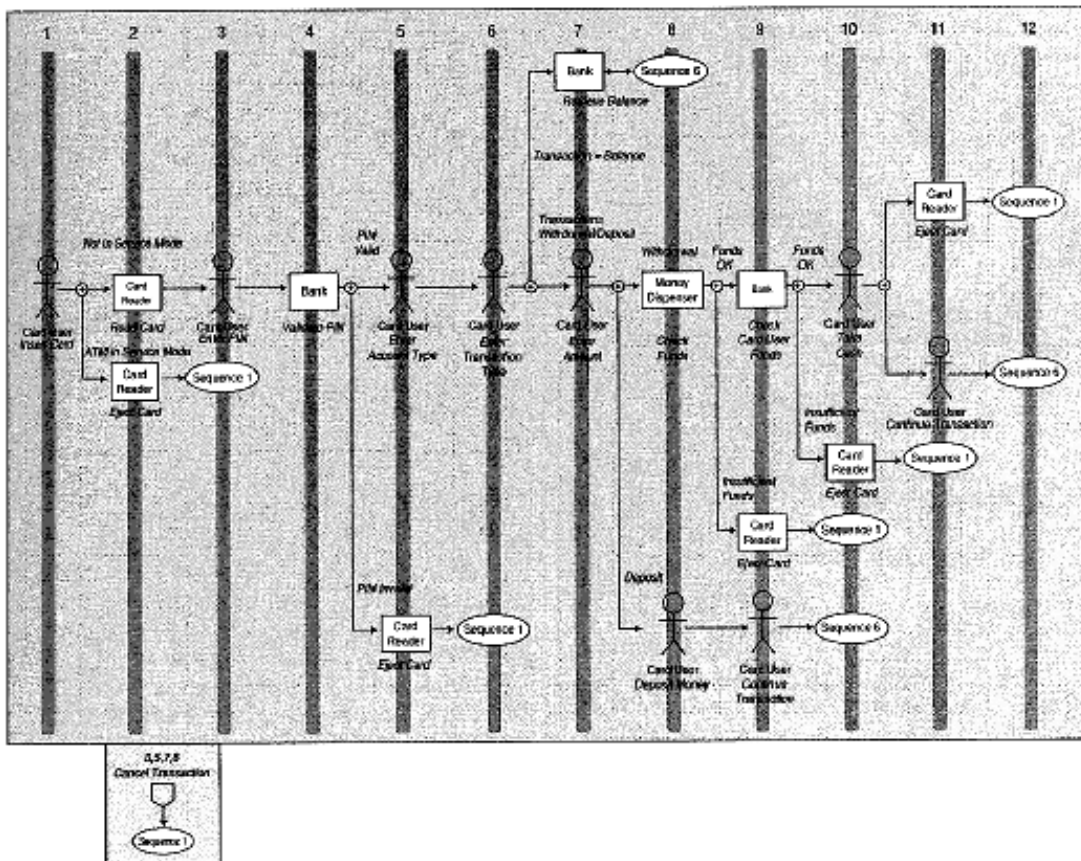 1 2 3 4 5 6 7 8 9 10 11 12
Bank
Sequence 6
Retrieve Balance
Transaction = Balance
Card
Reader
Eject Card
Sequence 1
Not in Service Mode
PIN
Valid
Transactions
Withdrawal/Deposit
Withdrawal
Funds
OK
Funds
OK
Card User
Insert Card
Card
Reader
Read Card
Card User
Enter PIN
Bank
Validate PIN
Card User
Enter
Account Type
Card User
Enter
Transaction
Type
Card User
Enter
Amount
Money
Dispenser
Check
Funds
Bank
Check
Card User
Funds
Card User
Take
Cash
ATM in Service Mode
Card
Reader
Eject Card
Sequence 1
Card User
Continue Transaction
Sequence 6
Insufficient
Funds
Card
Reader
Eject Card
Sequence 1
Insufficient
Funds
Card
Reader
Eject Card
Sequence
PIN Invalid
Card
Reader
Eject Card
Sequence 1
Deposit
Card User
Deposit Money
Card User
Continue
Transaction
Sequence 6
Cancel Transaction
Sequence 1